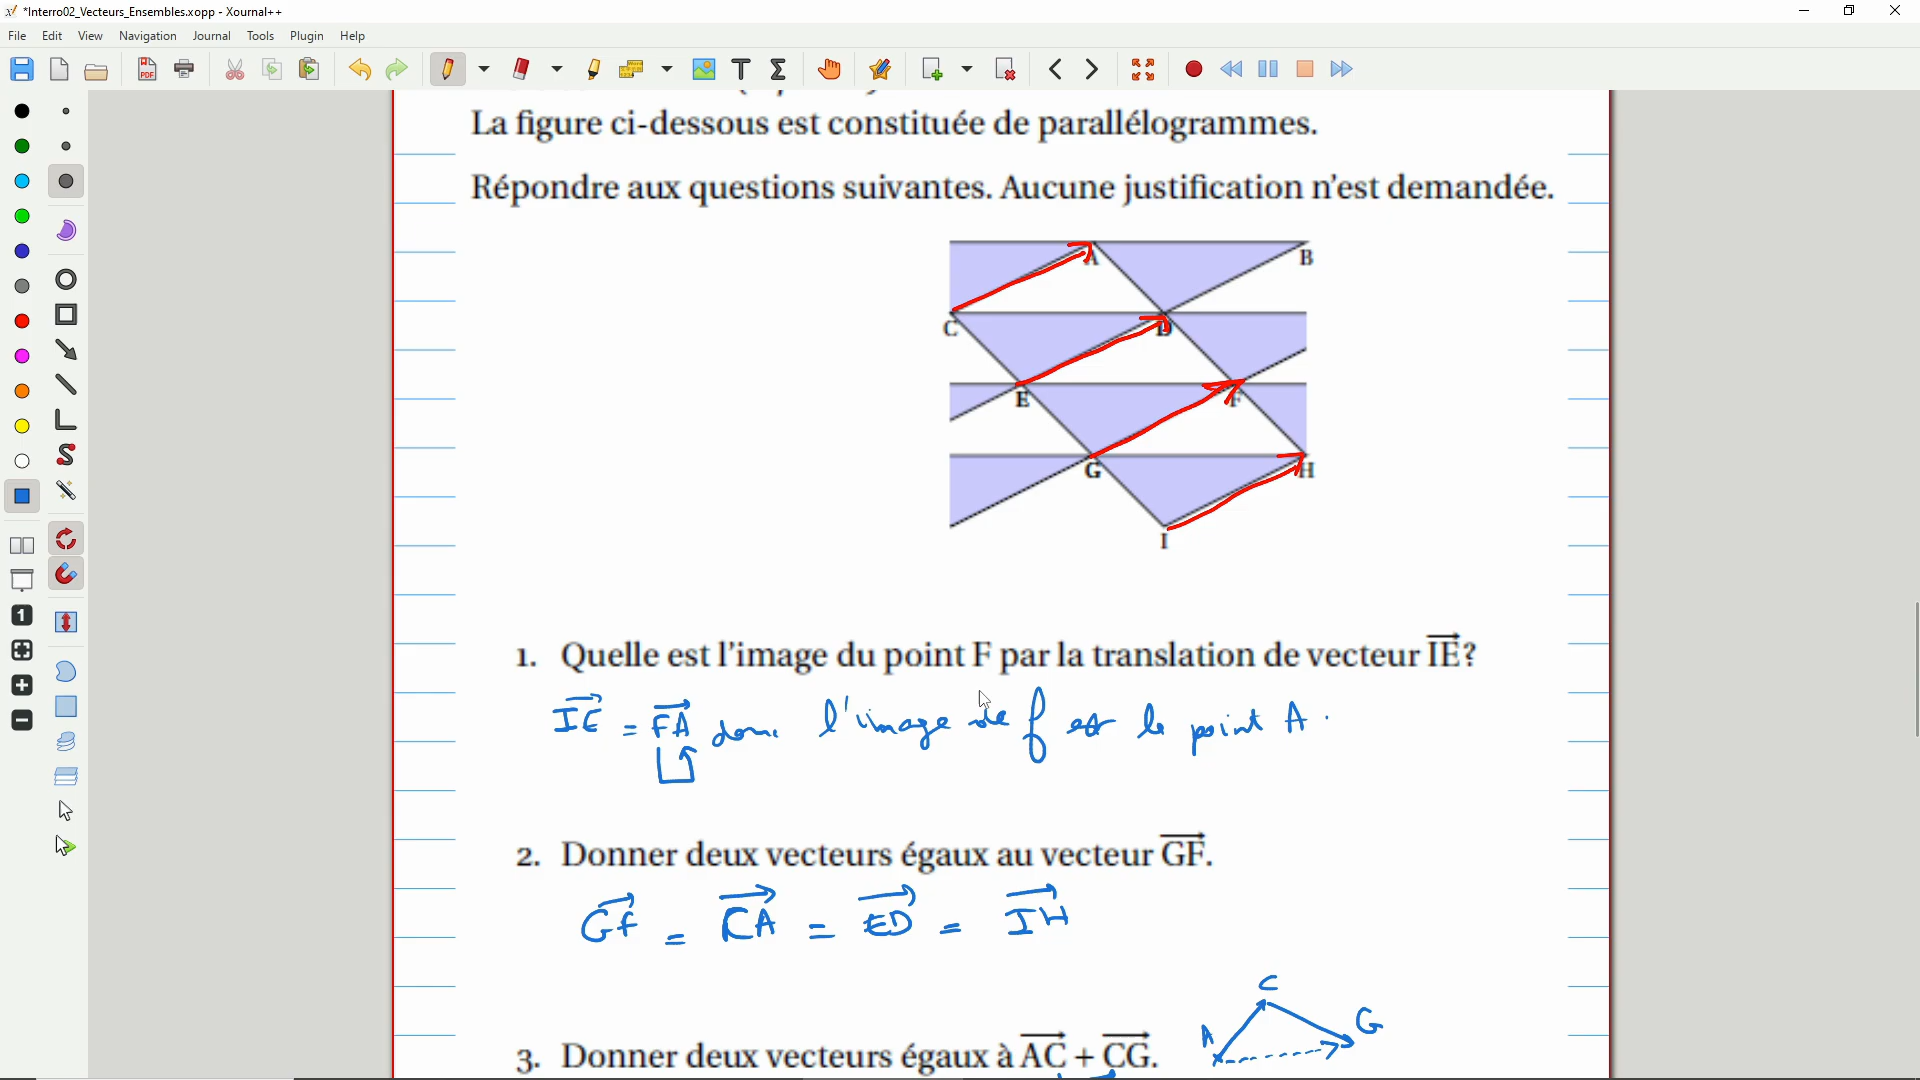 *Interro02_Vecteurs_Ensembles.xopp - Xournal++
File Edit View Navigation Journal Tools Plugin Help
La figure ci-dessous est constituée de parallélogrammes.
Répondre aux questions suivantes. Aucune justification n'est demandée.
A B
C D
E F
G H
I
1. Quelle est l'image du point F par la translation de vecteur IE?
IE = FA donc l'image de f est le point A.
2. Donner deux vecteurs égaux au vecteur GF.
Gf = CA = ED = IH
C
A G
3. Donner deux vecteurs égaux à AC + CG.